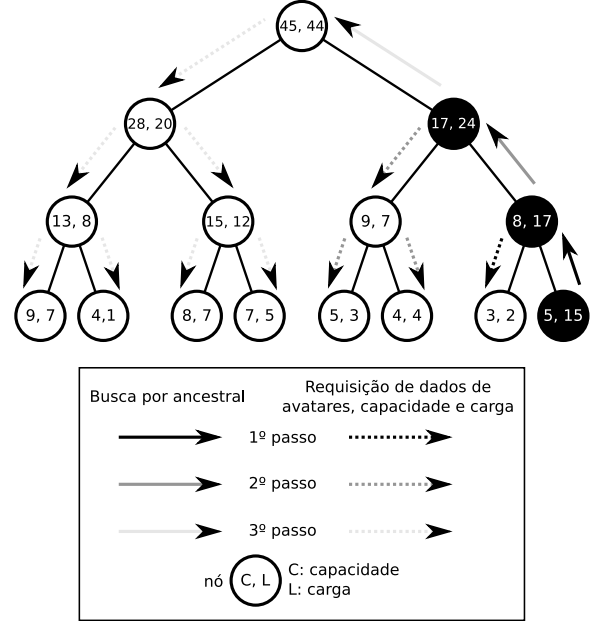 45, 44
28, 20
17, 24
13, 8
15, 12
9, 7
8, 17
9, 7
4,1
8, 7
7, 5
5, 3
4, 4
3, 2
5, 15
Busca por ancestral
Requisição de dados de
avatares, capacidade e carga
1º passo
2º passo
3º passo
nó
C, L
C: capacidade
L: carga